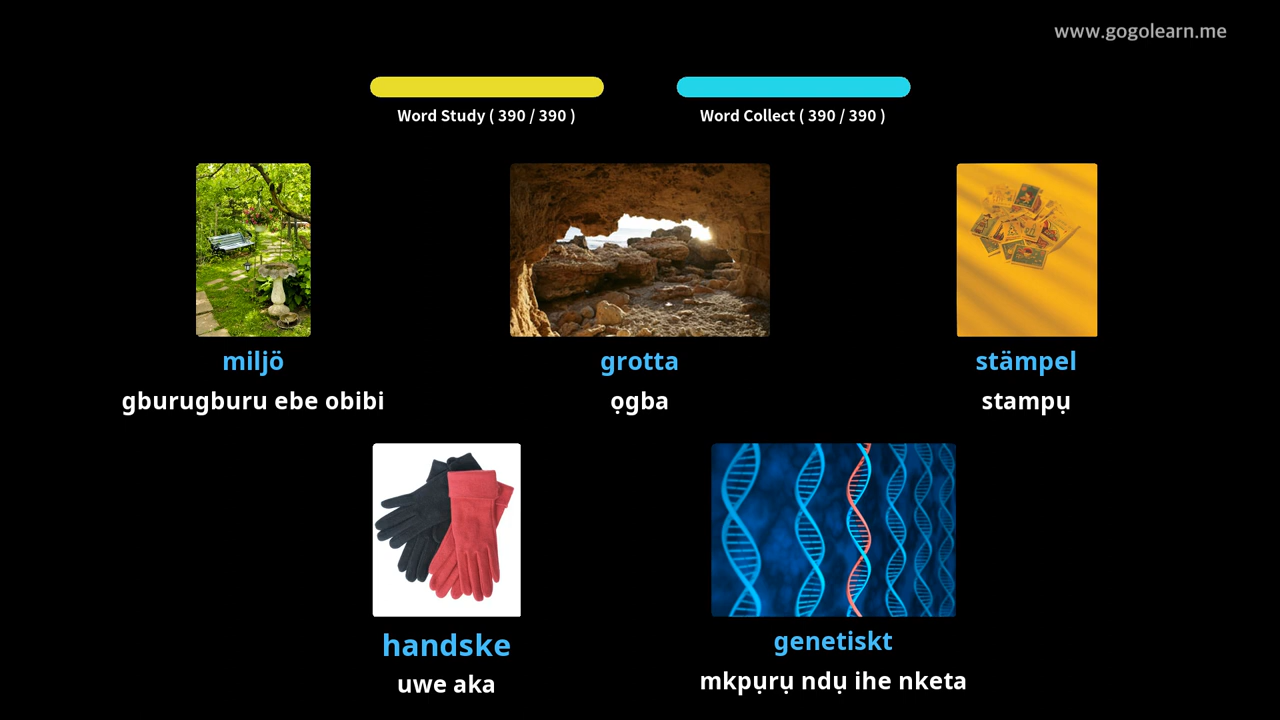 www.gogolearn.me
Word Study ( 390 / 390 )
Word Collect ( 390 / 390 )
miljö
grotta
stämpel
gburugburu ebe obibi
ọgba
stampụ
handske
genetiskt
uwe aka
mkpụrụ ndụ ihe nketa